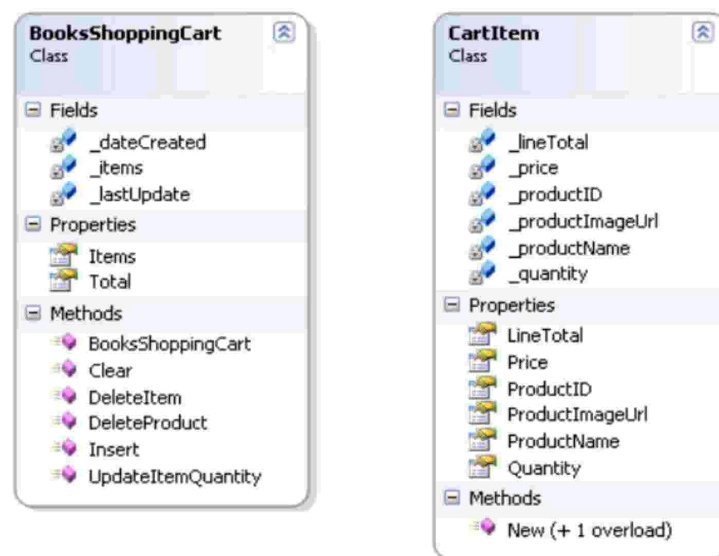 BooksShoppingCart
Class
Fields
_dateCreated
_items
_lastUpdate
Properties
Items
Total
Methods
BooksShoppingCart
Clear
DeleteItem
DeleteProduct
Insert
UpdateItemQuantity
CartItem
Class
Fields
_lineTotal
_price
_productID
_productImageUrl
_productName
_quantity
Properties
LineTotal
Price
ProductID
ProductImageUrl
ProductName
Quantity
Methods
New (+ 1 overload)